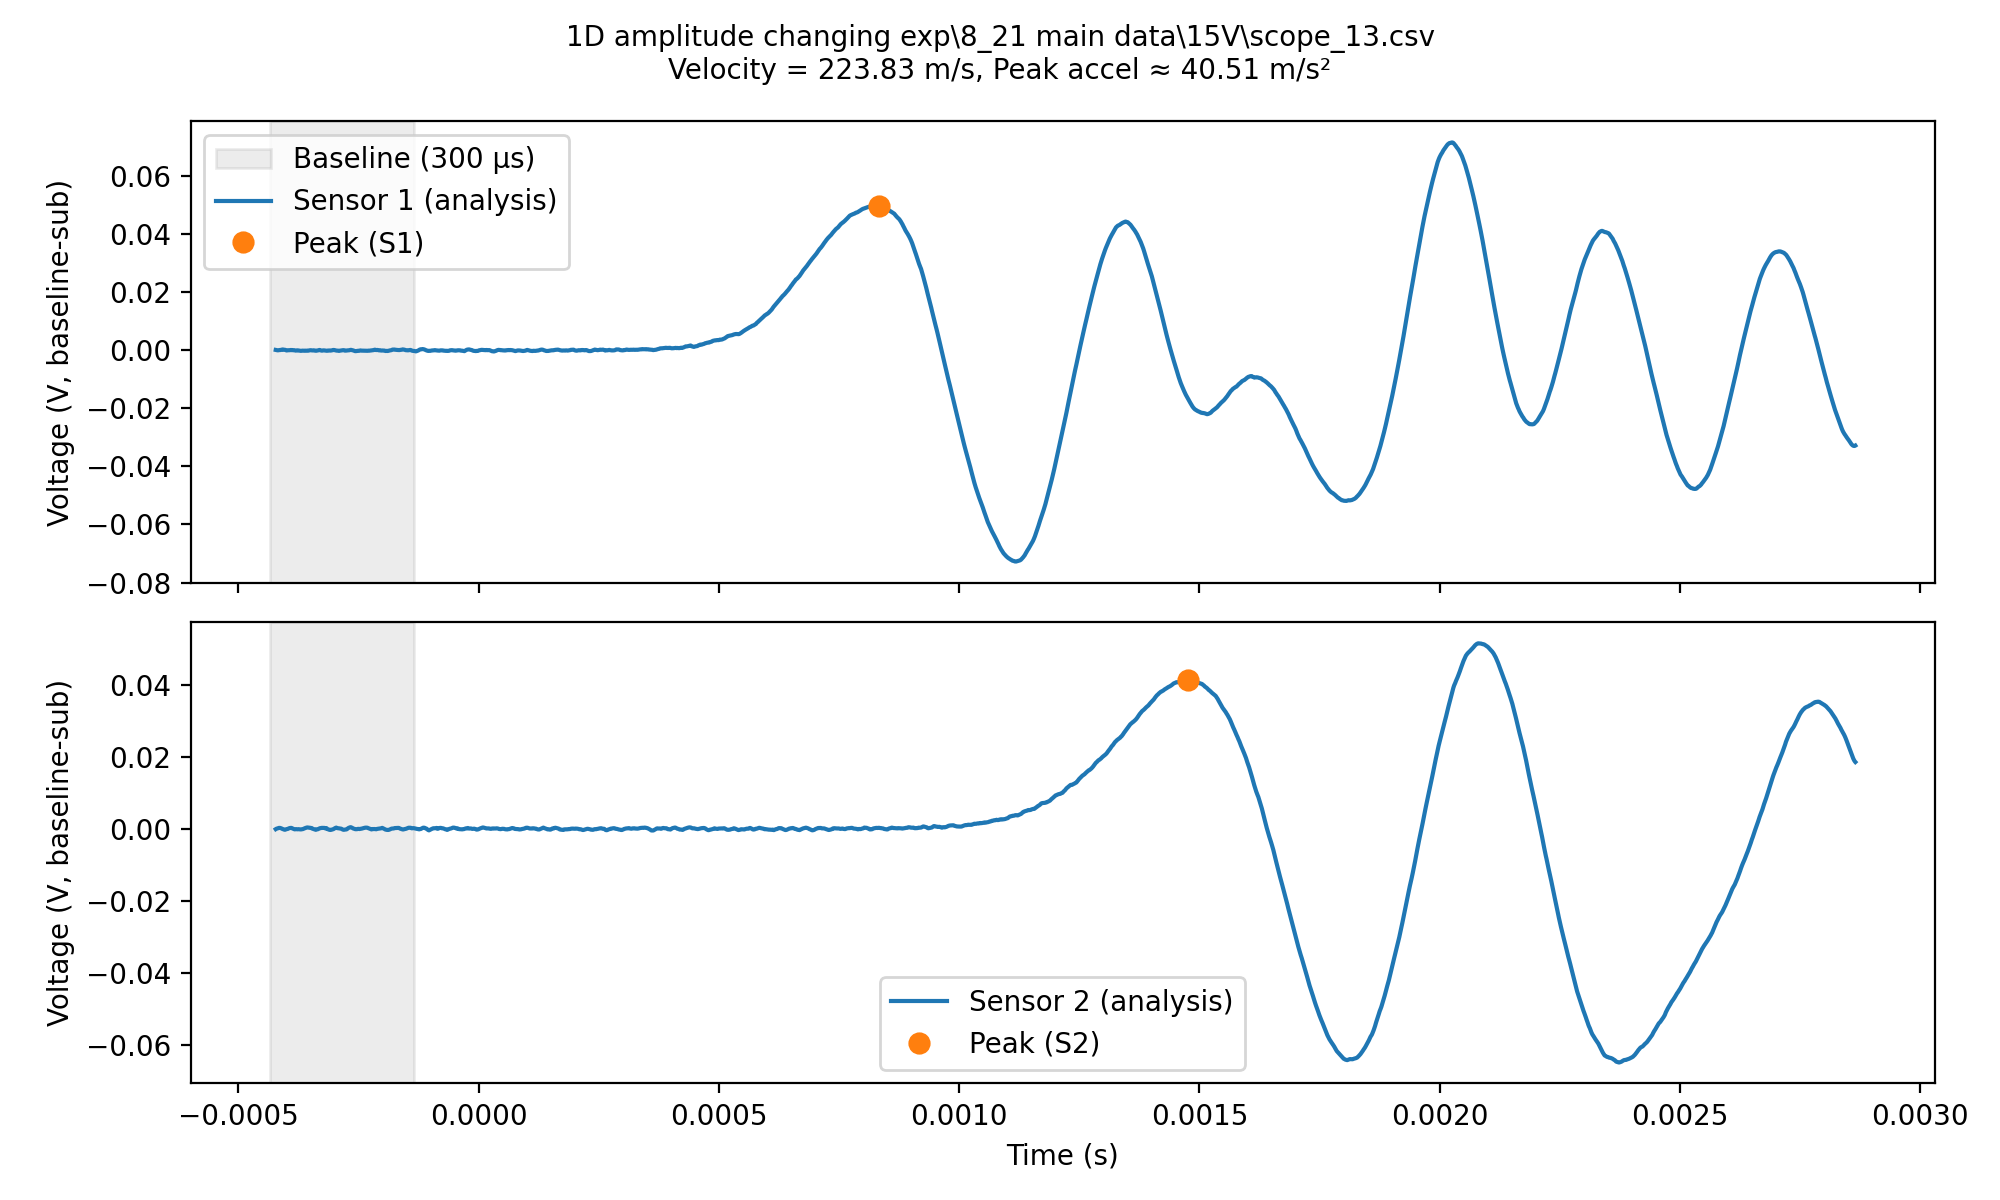 1D amplitude changing exp\8_21 main data\15V\scope_13.csv
Velocity = 223.83 m/s, Peak accel ≈ 40.51 m/s²
Baseline (300 µs)
Sensor 1 (analysis)
Peak (S1)
Voltage (V, baseline-sub)
0.06
0.04
0.02
0.00
−0.02
−0.04
−0.06
−0.08
Voltage (V, baseline-sub)
0.04
0.02
0.00
−0.02
−0.04
−0.06
Sensor 2 (analysis)
Peak (S2)
−0.0005 0.0000 0.0005 0.0010 0.0015 0.0020 0.0025 0.0030
Time (s)